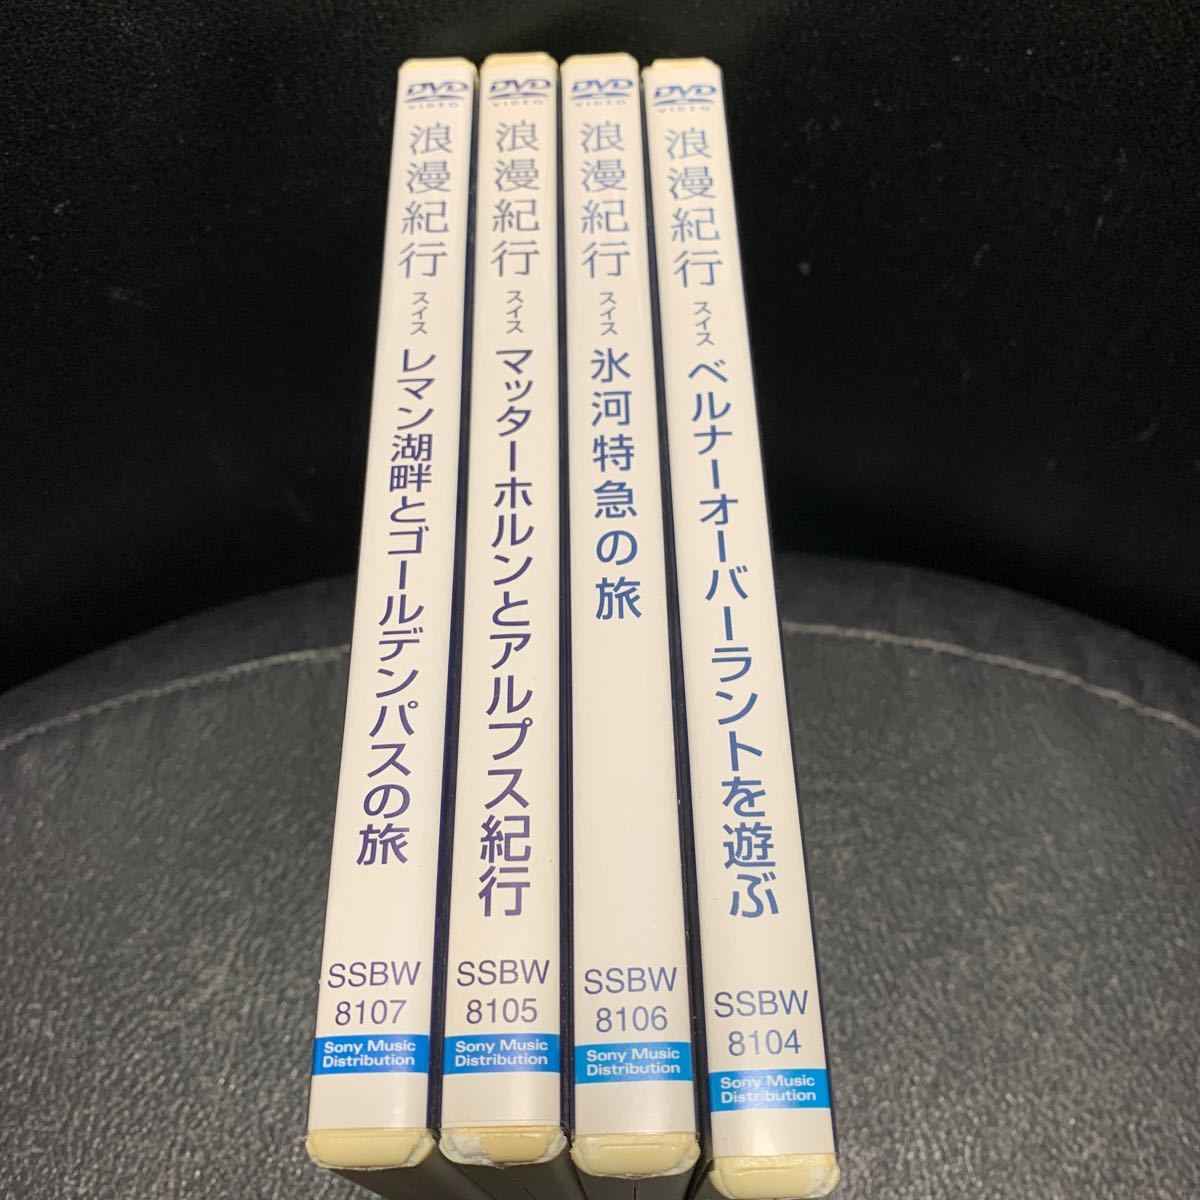 DVD
VIDEO
浪漫紀行
スイス
レマン湖畔とゴールデンパスの旅
SSBW
8107
Sony Music
Distribution
DVD
VIDEO
浪漫紀行
スイス
マッターホルンとアルプス紀行
SSBW
8105
Sony Music
Distribution
DVD
VIDEO
浪漫紀行
スイス
氷河特急の旅
SSBW
8106
Sony Music
Distribution
DVD
VIDEO
浪漫紀行
スイス
ベルナーオーバーラントを遊ぶ
SSBW
8104
Sony Music
Distribution